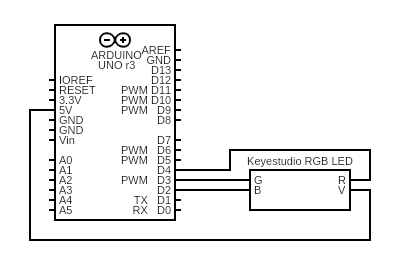 ARDUINO
UNO r3
AREF
GND
D13
IOREF D12
RESET PWM D11
3.3V PWM D10
5V PWM D9
GND D8
GND
Vin D7
PWM D6
A0 PWM D5
A1 D4
A2 PWM D3
A3 D2
A4 TX D1
A5 RX D0
Keyestudio RGB LED
G R
B V